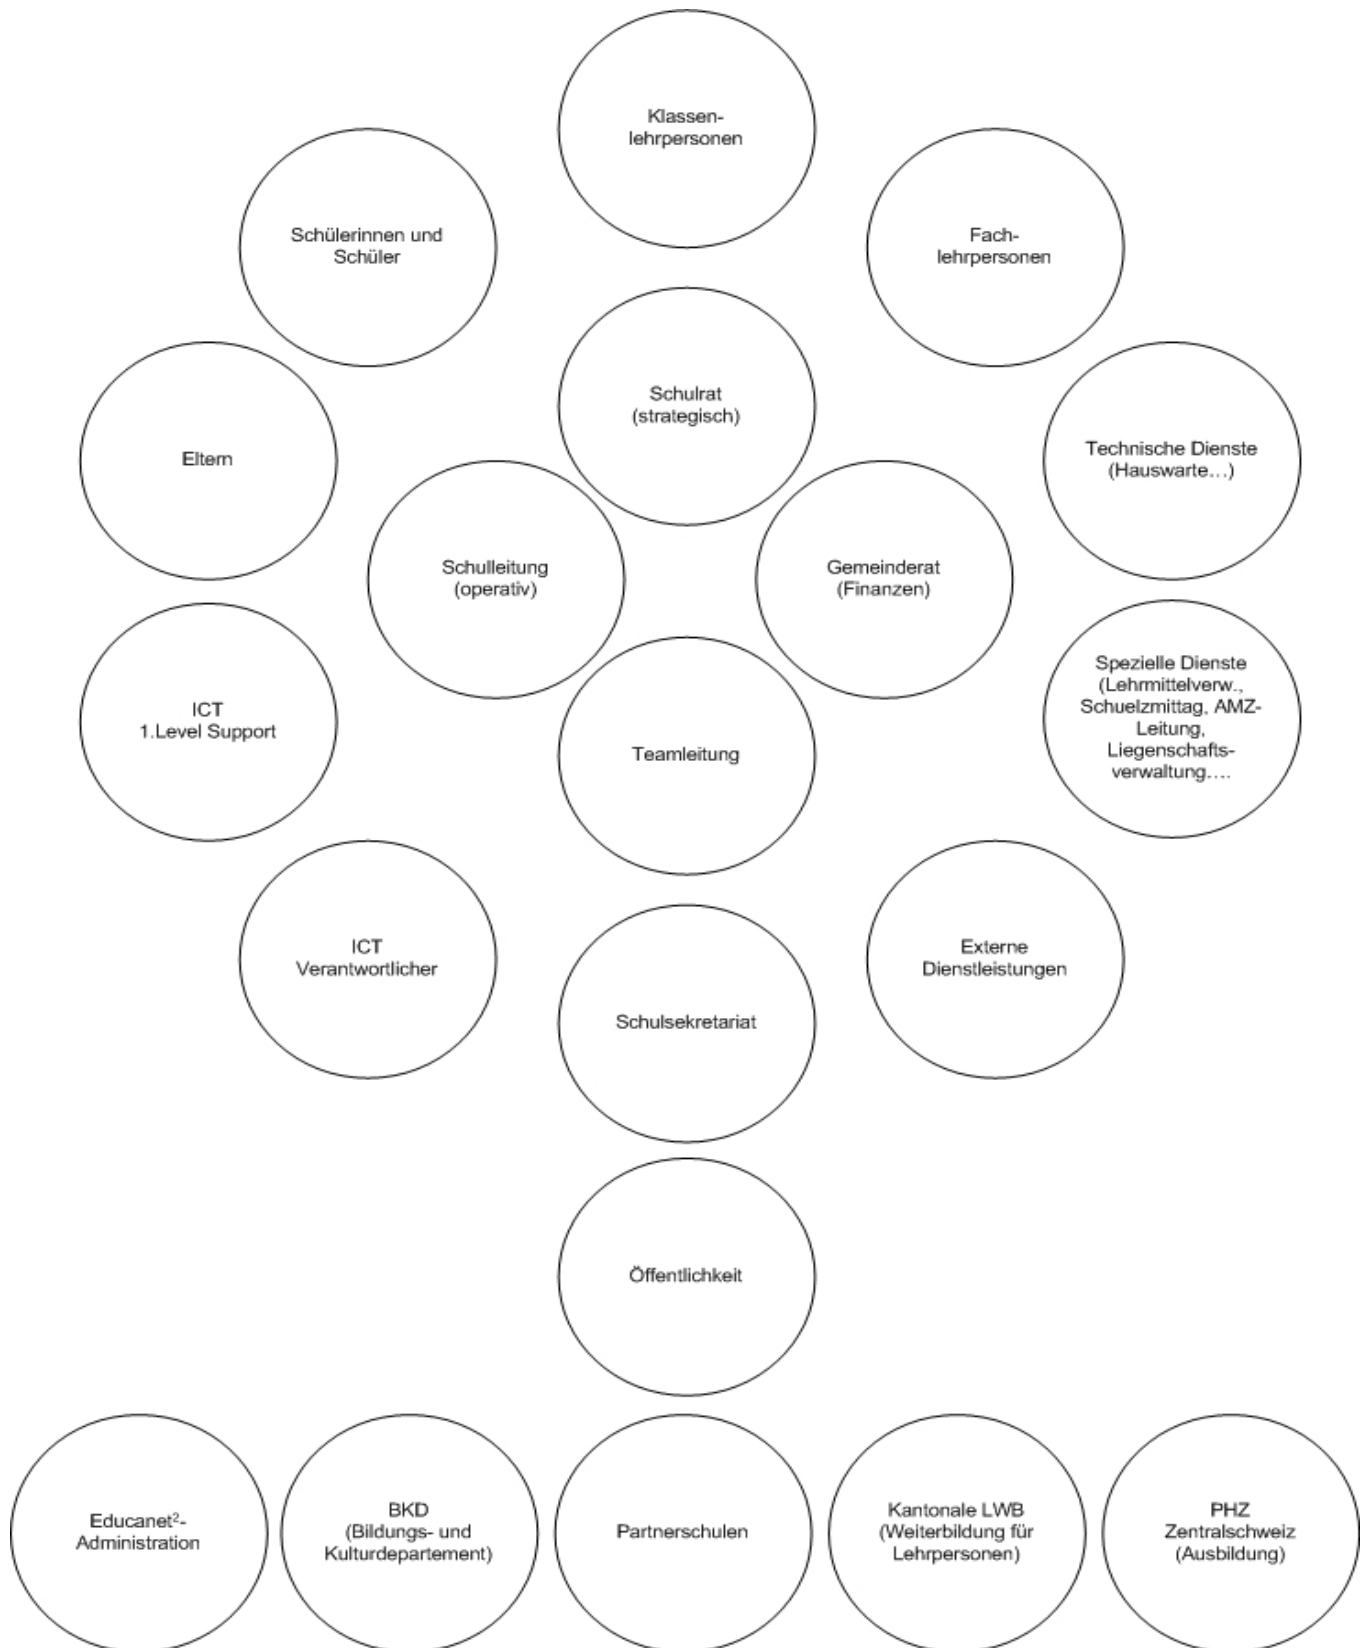 Klassen-
lehrpersonen
Schülerinnen und
Schüler
Fach-
lehrpersonen
Schulrat
(strategisch)
Eltern
Technische Dienste
(Hauswarte…)
Schulleitung
(operativ)
Gemeinderat
(Finanzen)
ICT
1.Level Support
Teamleitung
Spezielle Dienste
(Lehrmittelverw.,
Schuelzmittag, AMZ-
Leitung,
Liegenschafts-
verwaltung….
ICT
Verantwortlicher
Externe
Dienstleistungen
Schulsekretariat
Öffentlichkeit
Educanet²-
Administration
BKD
(Bildungs- und
Kulturdepartement)
Partnerschulen
Kantonale LWB
(Weiterbildung für
Lehrpersonen)
PHZ
Zentralschweiz
(Ausbildung)